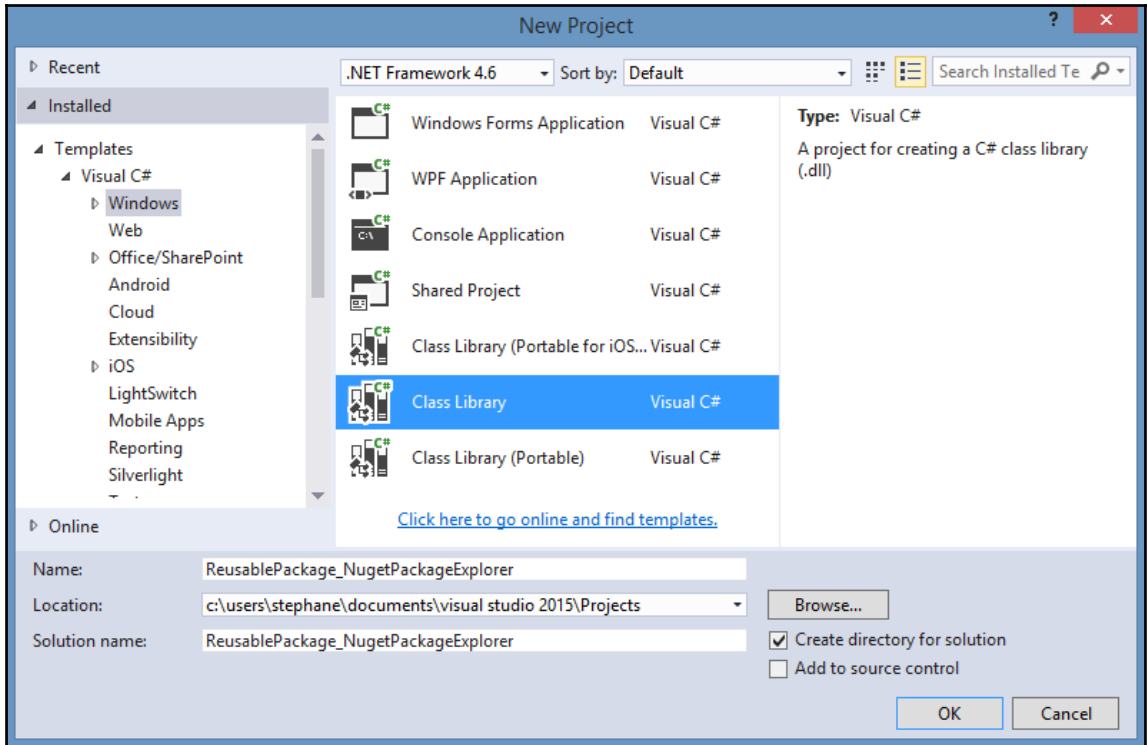 New Project
?
×
Recent
Installed
Templates
Visual C#
Windows
Web
Office/SharePoint
Android
Cloud
Extensibility
iOS
LightSwitch
Mobile Apps
Reporting
Silverlight
Online
.NET Framework 4.6
Sort by: Default
Search Installed Te
C# Windows Forms Application Visual C#
C# WPF Application Visual C#
C# C:\ Console Application Visual C#
C# Shared Project Visual C#
C# Class Library (Portable for iOS... Visual C#
C# Class Library Visual C#
C# Class Library (Portable) Visual C#
Click here to go online and find templates.
Type: Visual C#
A project for creating a C# class library
(.dll)
Name: ReusablePackage_NugetPackageExplorer
Location: c:\users\stephane\documents\visual studio 2015\Projects
Browse...
Solution name: ReusablePackage_NugetPackageExplorer
Create directory for solution
Add to source control
OK
Cancel